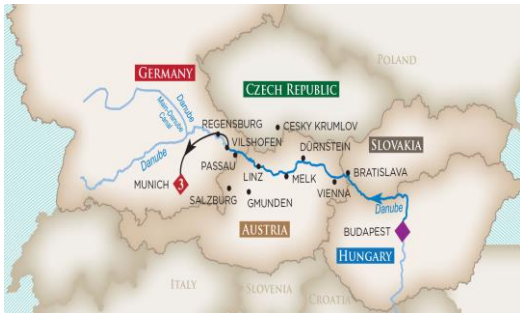 POLAND
GERMANY
CZECH REPUBLIC
Danube
Main-Danube
Canal
REGENSBURG
CESKY KRUMLOV
VILSHOFEN
DÜRNSTEIN
SLOVAKIA
Danube
PASSAU
LINZ
MELK
BRATISLAVA
MUNICH 3
VIENNA
SALZBURG
GMUNDEN
Danube
AUSTRIA
BUDAPEST
HUNGARY
ITALY
SLOVENIA
CROATIA